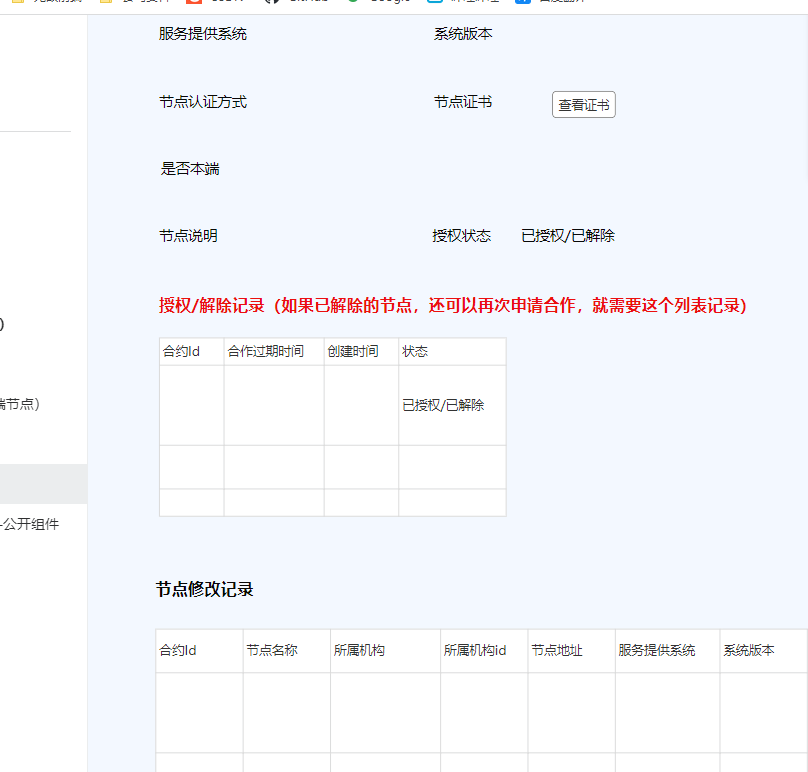 服务提供系统 系统版本
节点认证方式 节点证书 查看证书
是否本端
节点说明 授权状态 已授权/已解除
授权/解除记录（如果已解除的节点，还可以再次申请合作，就需要这个列表记录）
)
合约Id 合作过期时间 创建时间 状态
端节点） 已授权/已解除
-公开组件
节点修改记录
合约Id 节点名称 所属机构 所属机构id 节点地址 服务提供系统 系统版本